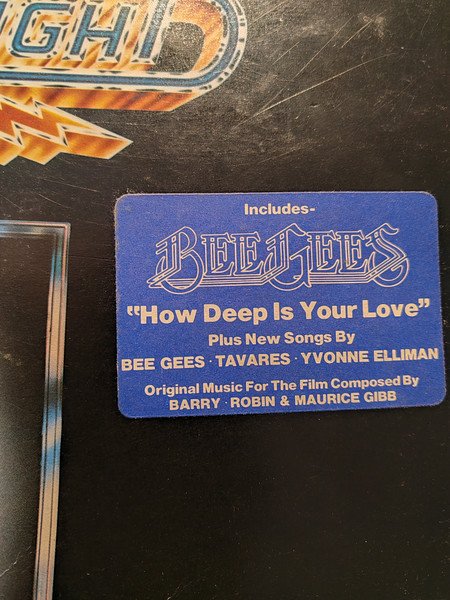 IGHT
Includes-
BEE GEES
“How Deep Is Your Love”
Plus New Songs By
BEE GEES · TAVARES · YVONNE ELLIMAN
Original Music For The Film Composed By
BARRY · ROBIN & MAURICE GIBB